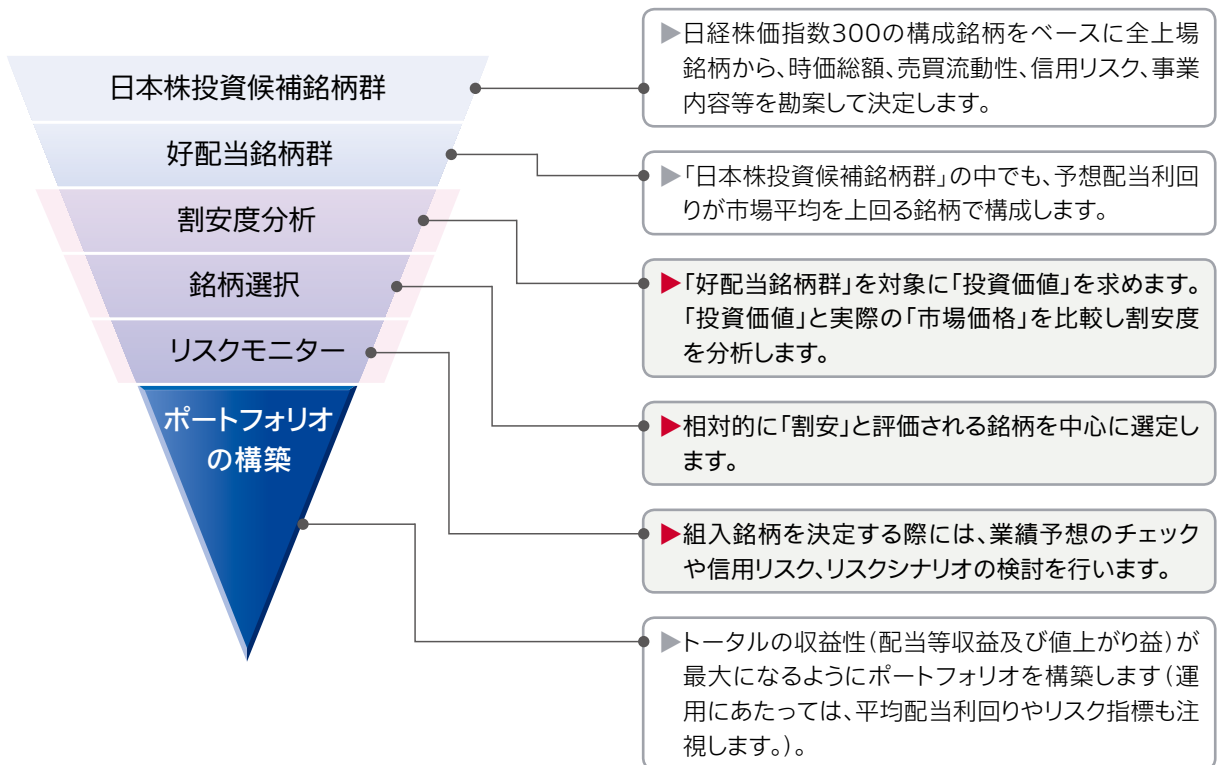 日本株投資候補銘柄群
▶日経株価指数300の構成銘柄をベースに全上場
銘柄から、時価総額、売買流動性、信用リスク、事業
内容等を勘案して決定します。
好配当銘柄群
▶「日本株投資候補銘柄群」の中でも、予想配当利回
りが市場平均を上回る銘柄で構成します。
割安度分析
▶「好配当銘柄群」を対象に「投資価値」を求めます。
「投資価値」と実際の「市場価格」を比較し割安度
を分析します。
銘柄選択
▶相対的に「割安」と評価される銘柄を中心に選定し
ます。
リスクモニター
▶組入銘柄を決定する際には、業績予想のチェック
や信用リスク、リスクシナリオの検討を行います。
ポートフォリオ
の構築
▶トータルの収益性（配当等収益及び値上がり益）が
最大になるようにポートフォリオを構築します（運
用にあたっては、平均配当利回りやリスク指標も注
視します。）。